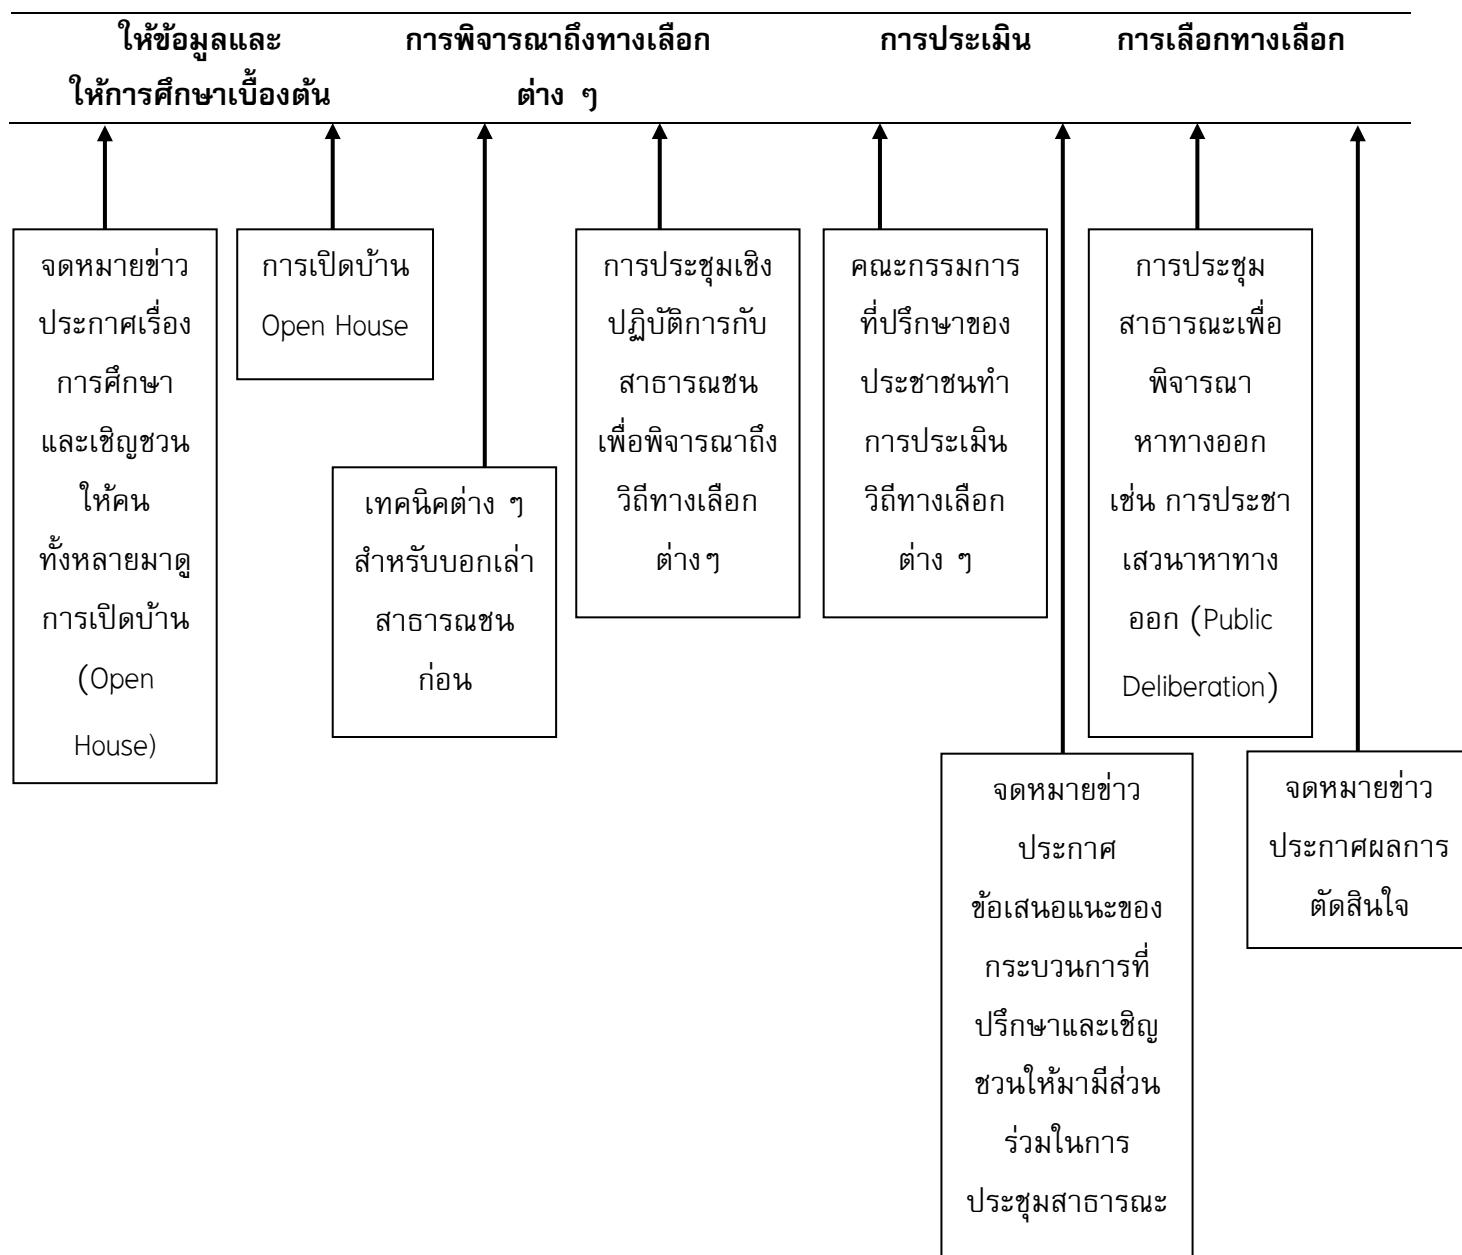 ให้ข้อมูลและ
ให้การศึกษาเบื้องต้น
การพิจารณาถึงทางเลือก
ต่าง ๆ
การประเมิน
การเลือกทางเลือก
จดหมายข่าว
ประกาศเรื่อง
การศึกษา
และเชิญชวน
ให้คน
ทั้งหลายมาดู
การเปิดบ้าน
(Open
House)
การเปิดบ้าน
Open House
เทคนิคต่าง ๆ
สำหรับบอกเล่า
สาธารณชน
ก่อน
การประชุมเชิง
ปฏิบัติการกับ
สาธารณชน
เพื่อพิจารณาถึง
วิถีทางเลือก
ต่างๆ
คณะกรรมการ
ที่ปรึกษาของ
ประชาชนทำ
การประเมิน
วิถีทางเลือก
ต่าง ๆ
จดหมายข่าว
ประกาศ
ข้อเสนอแนะของ
กระบวนการที่
ปรึกษาและเชิญ
ชวนให้มามีส่วน
ร่วมในการ
ประชุมสาธารณะ
การประชุม
สาธารณะเพื่อ
พิจารณา
หาทางออก
เช่น การประชา
เสวนาหาทาง
ออก (Public
Deliberation)
จดหมายข่าว
ประกาศผลการ
ตัดสินใจ